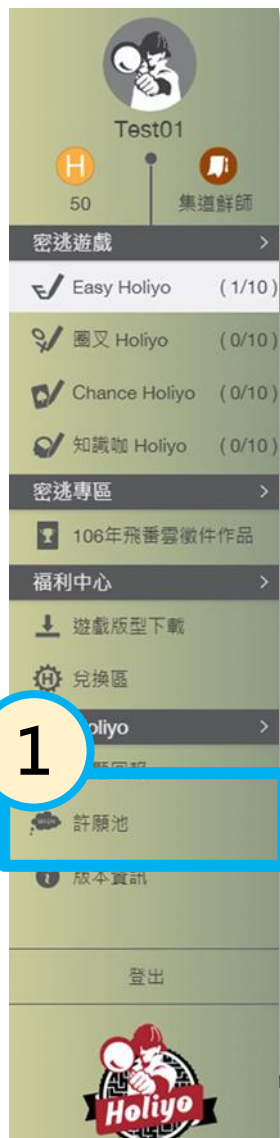 Test01
H
50
集道鮮師
密逃遊戲 >
Easy Holiyo (1/10)
圈叉 Holiyo (0/10)
Chance Holiyo (0/10)
知識咖 Holiyo (0/10)
密逃專區 >
106年飛番雲徵件作品
福利中心 >
遊戲版型下載
H
兌換區
oliyo >
1
許願池
版本資訊
登出
Holiyo